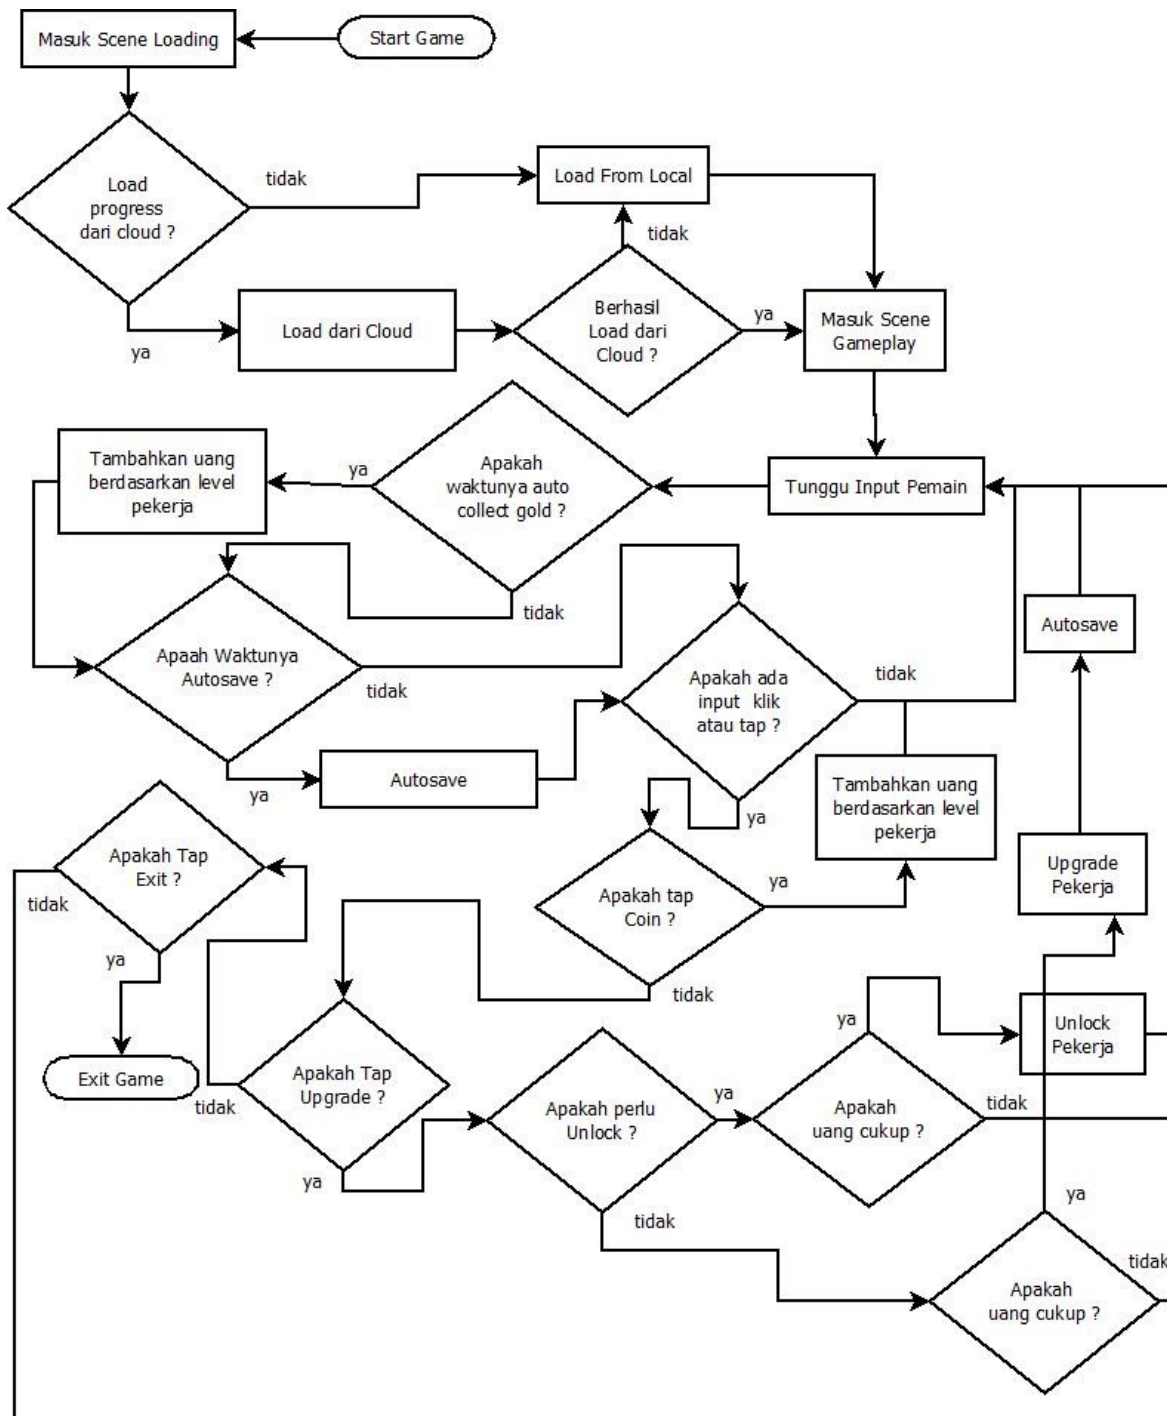 Masuk Scene Loading
Start Game
Load
progress
dari cloud ?
tidak
ya
Load From Local
tidak
Load dari Cloud
Berhasil
Load dari
Cloud ?
ya
Masuk Scene
Gameplay
Tunggu Input Pemain
Apakah
waktunya auto
collect gold ?
ya
tidak
Tambahkan uang
berdasarkan level
pekerja
Apaah Waktunya
Autosave ?
tidak
ya
Autosave
Apakah ada
input klik
atau tap ?
tidak
ya
Autosave
Tambahkan uang
berdasarkan level
pekerja
Upgrade
Pekerja
Apakah tap
Coin ?
ya
tidak
Apakah Tap
Exit ?
tidak
ya
Exit Game
Apakah Tap
Upgrade ?
tidak
ya
Apakah perlu
Unlock ?
ya
tidak
Apakah
uang cukup ?
ya
tidak
Unlock
Pekerja
Apakah
uang cukup ?
ya
tidak